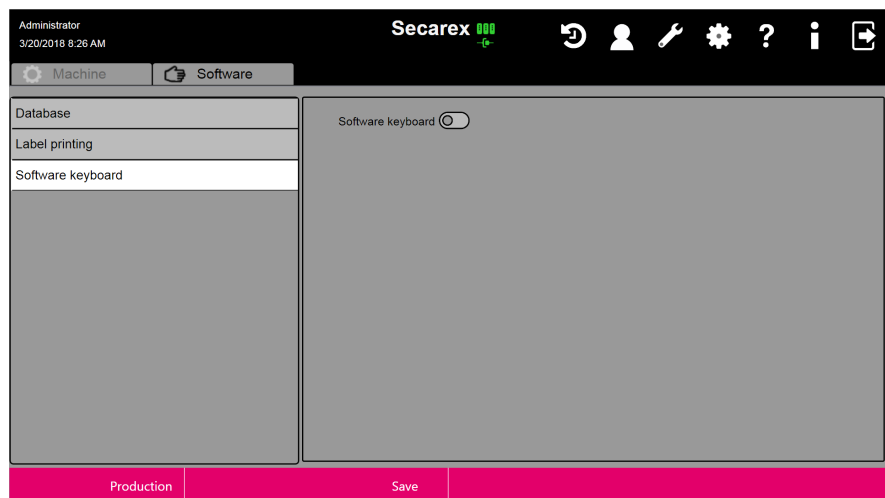 Administrator
3/20/2018 8:26 AM
Secarex
?
i
Machine
Software
Database
Label printing
Software keyboard
Software keyboard
Production
Save